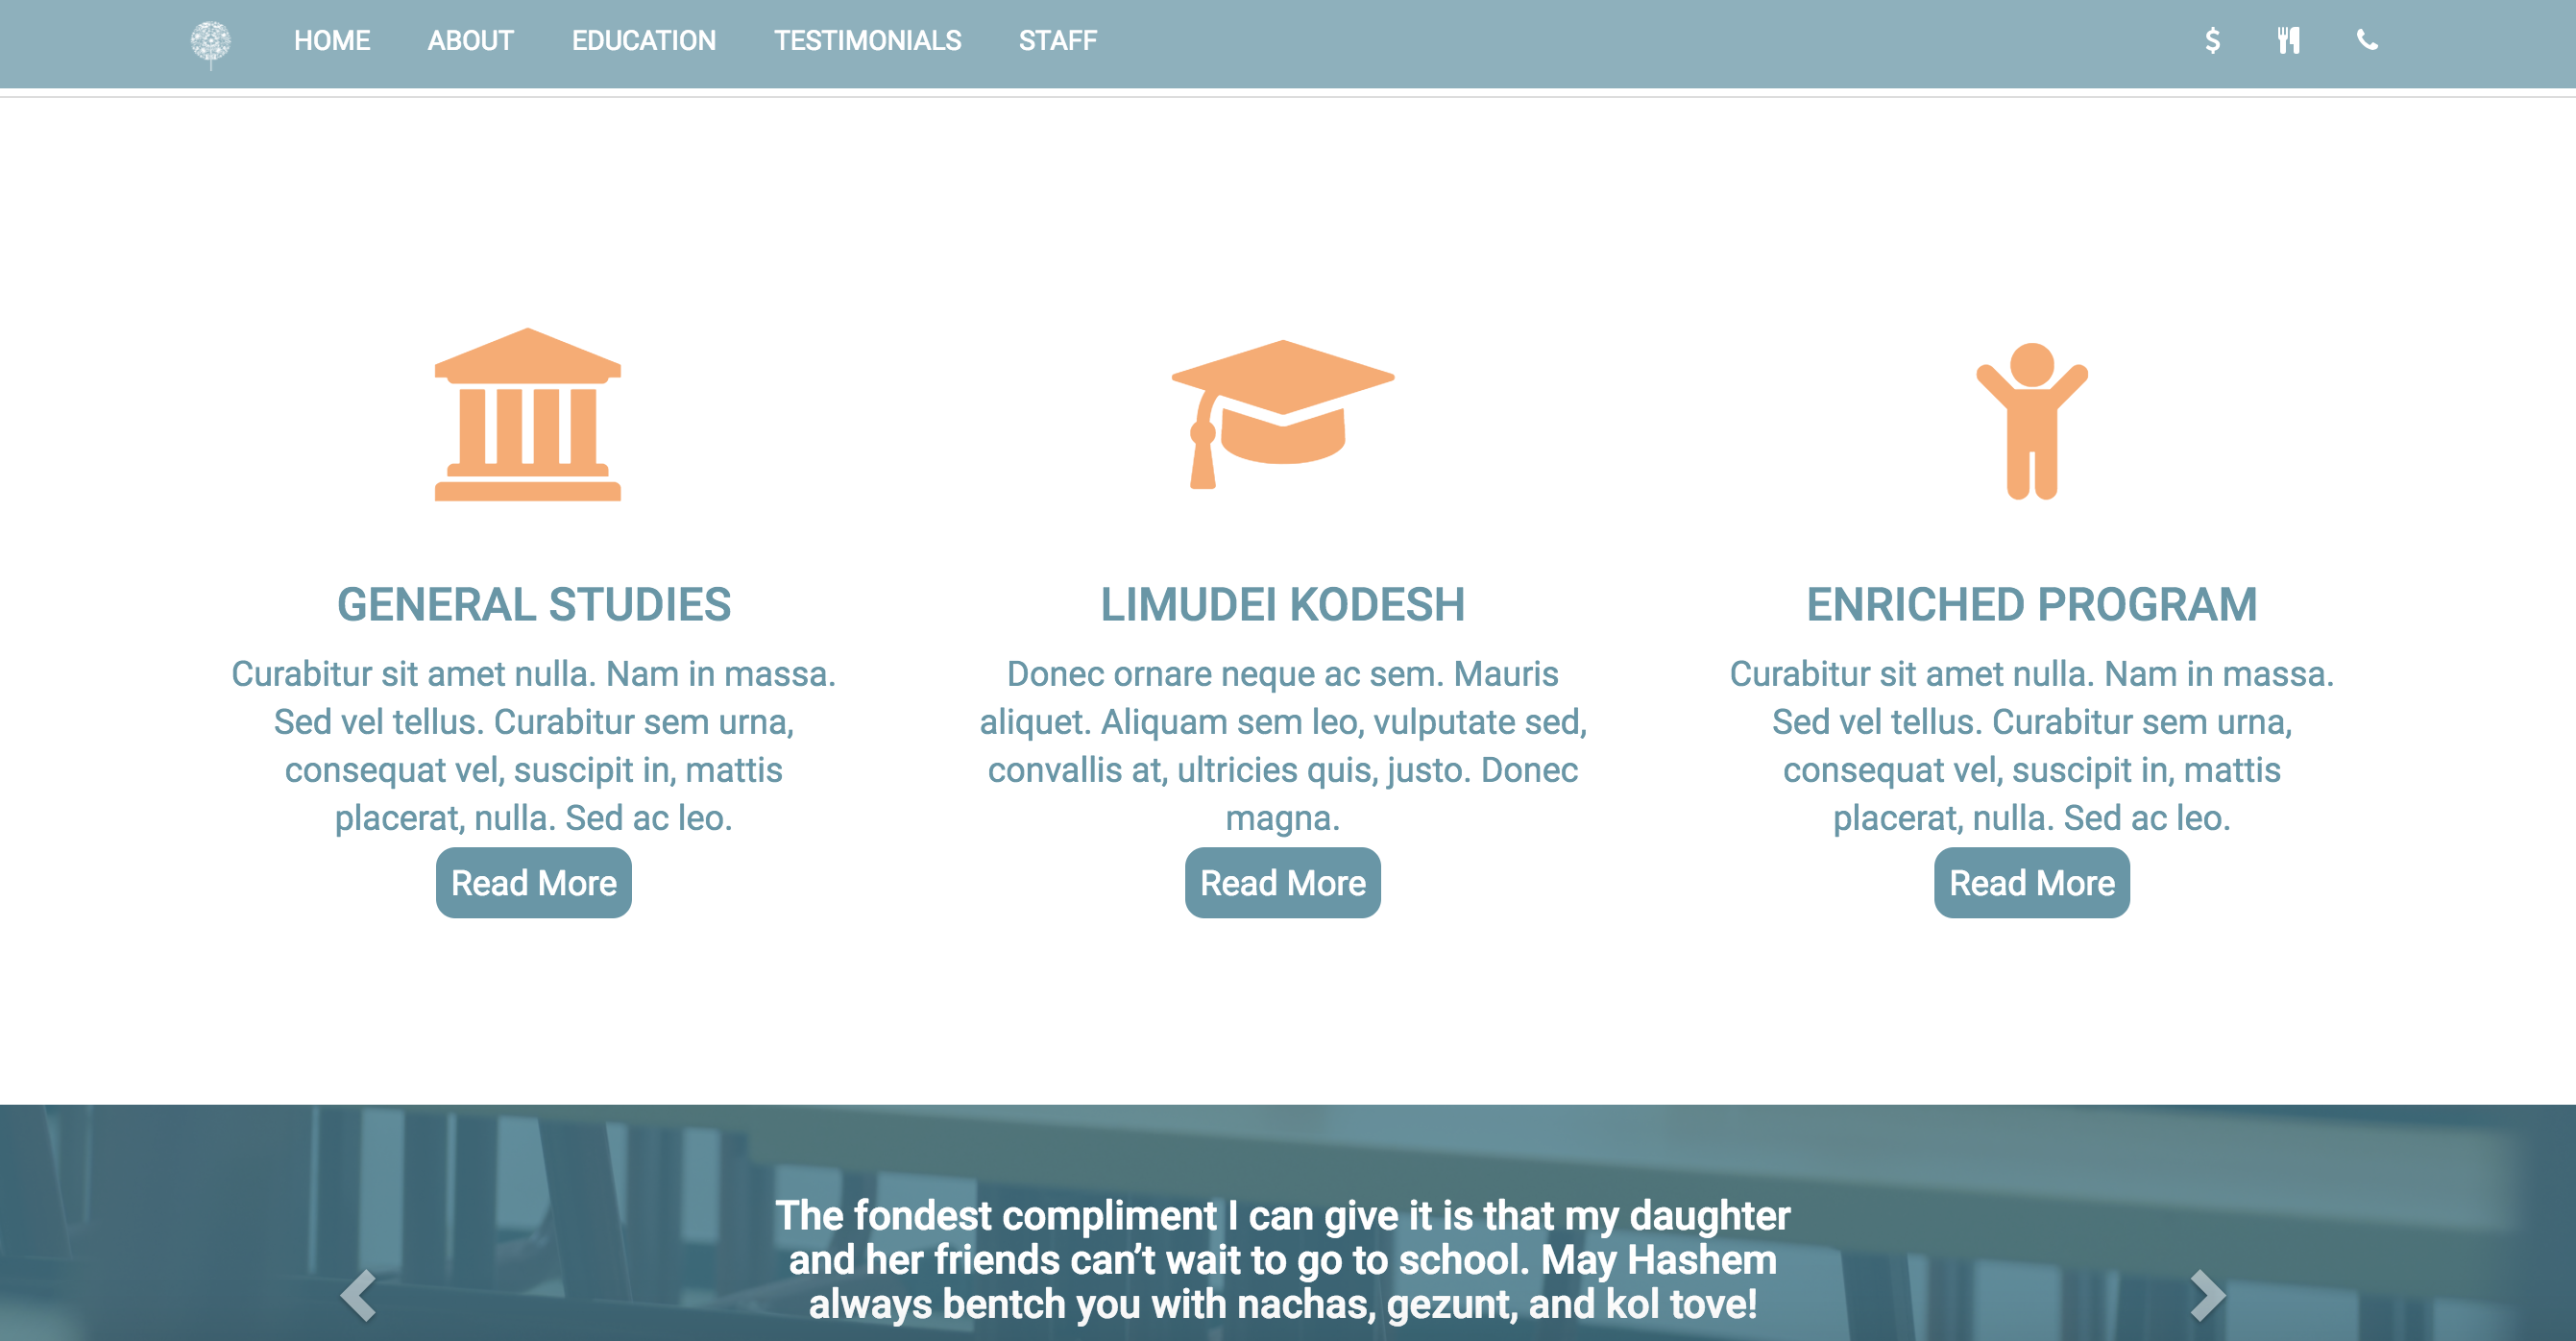 HOME ABOUT EDUCATION TESTIMONIALS STAFF
GENERAL STUDIES
Curabitur sit amet nulla. Nam in massa.
Sed vel tellus. Curabitur sem urna,
consequat vel, suscipit in, mattis
placerat, nulla. Sed ac leo.
Read More
LIMUDEI KODESH
Donec ornare neque ac sem. Mauris
aliquet. Aliquam sem leo, vulputate sed,
convallis at, ultricies quis, justo. Donec
magna.
Read More
ENRICHED PROGRAM
Curabitur sit amet nulla. Nam in massa.
Sed vel tellus. Curabitur sem urna,
consequat vel, suscipit in, mattis
placerat, nulla. Sed ac leo.
Read More
The fondest compliment I can give it is that my daughter
and her friends can’t wait to go to school. May Hashem
always bentch you with nachas, gezunt, and kol tove!